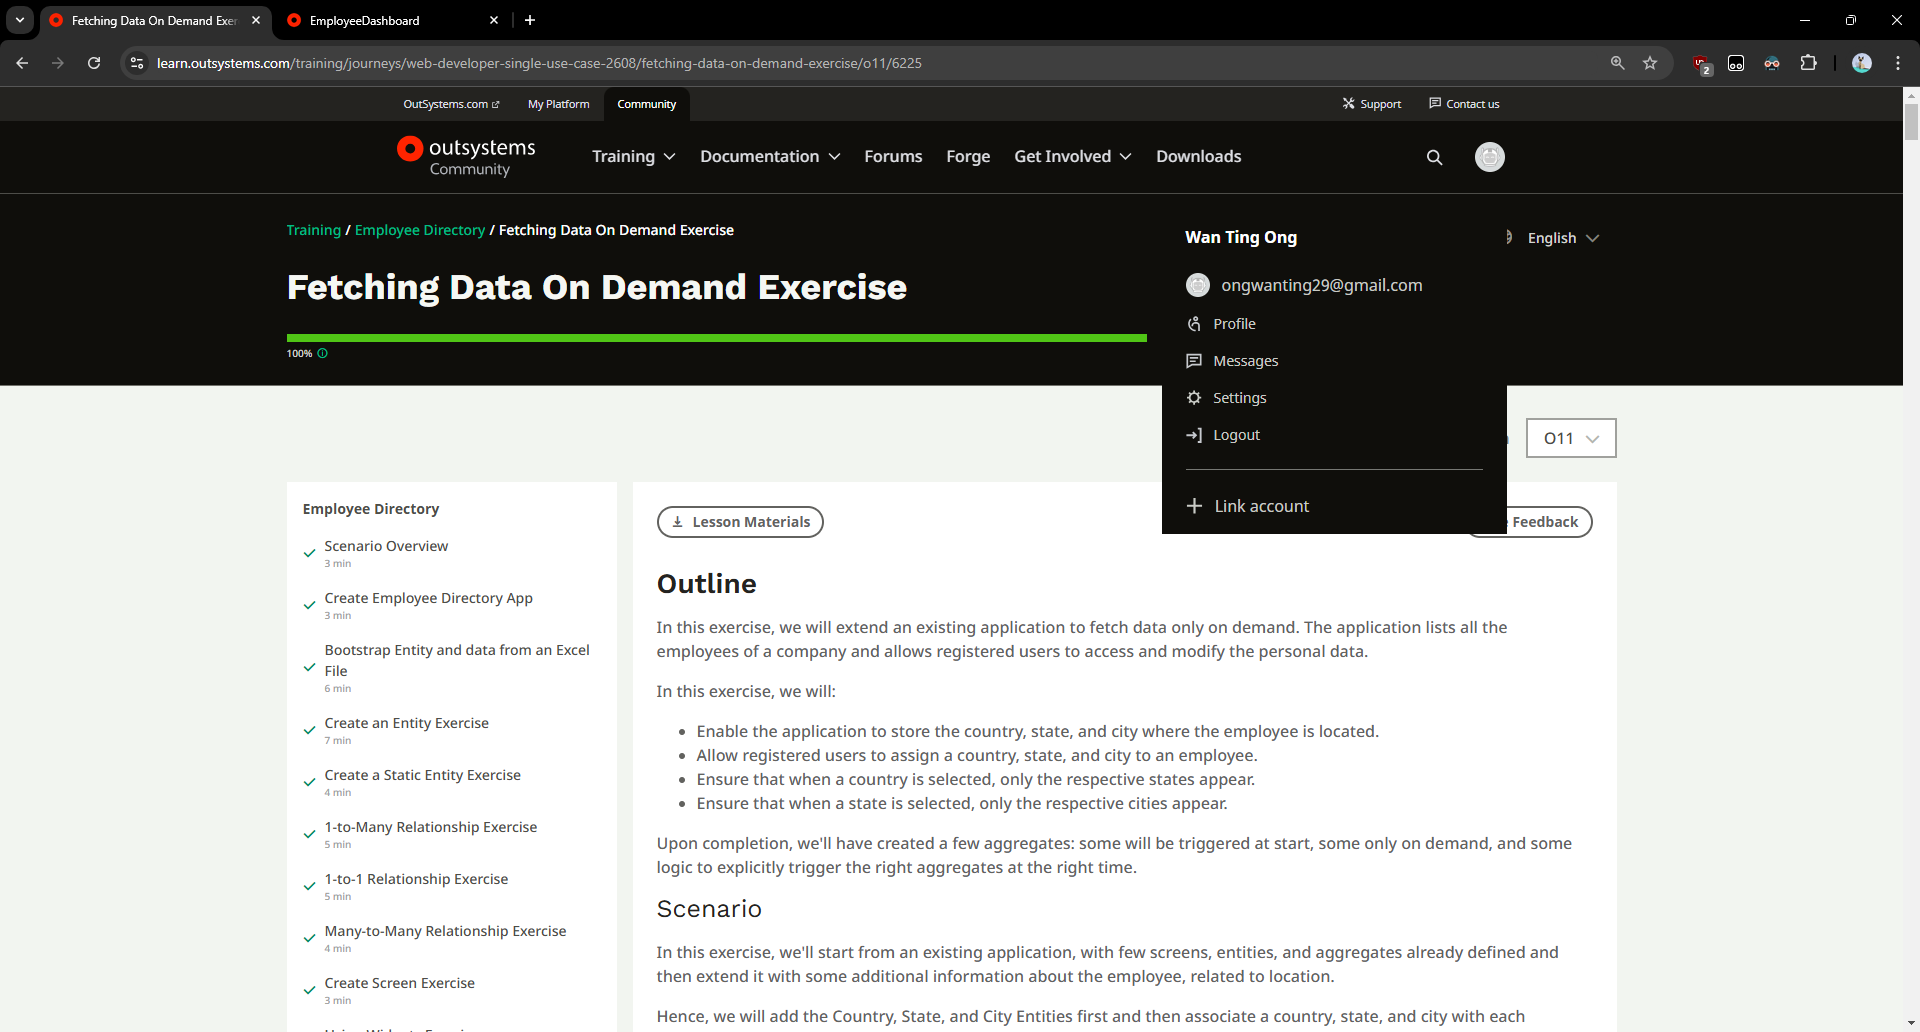 Fetching Data On Demand Exer
EmployeeDashboard
learn.outsystems.com/training/journeys/web-developer-single-use-case-2608/fetching-data-on-demand-exercise/o11/6225
2
OutSystems.com
My Platform
Community
Support
Contact us
outsystems
Community
Training
Documentation
Forums
Forge
Get Involved
Downloads
Training / Employee Directory / Fetching Data On Demand Exercise
Wan Ting Ong
English
Fetching Data On Demand Exercise
ongwanting29@gmail.com
Profile
100%
Messages
Settings
Logout
O11
Link account
Employee Directory
Scenario Overview
3 min
Create Employee Directory App
3 min
Bootstrap Entity and data from an Excel
File
6 min
Create an Entity Exercise
7 min
Create a Static Entity Exercise
4 min
1-to-Many Relationship Exercise
5 min
1-to-1 Relationship Exercise
5 min
Many-to-Many Relationship Exercise
4 min
Create Screen Exercise
3 min
Lesson Materials
Feedback
Outline
In this exercise, we will extend an existing application to fetch data only on demand. The application lists all the
employees of a company and allows registered users to access and modify the personal data.
In this exercise, we will:
• Enable the application to store the country, state, and city where the employee is located.
• Allow registered users to assign a country, state, and city to an employee.
• Ensure that when a country is selected, only the respective states appear.
• Ensure that when a state is selected, only the respective cities appear.
Upon completion, we'll have created a few aggregates: some will be triggered at start, some only on demand, and some
logic to explicitly trigger the right aggregates at the right time.
Scenario
In this exercise, we'll start from an existing application, with few screens, entities, and aggregates already defined and
then extend it with some additional information about the employee, related to location.
Hence, we will add the Country, State, and City Entities first and then associate a country, state, and city with each